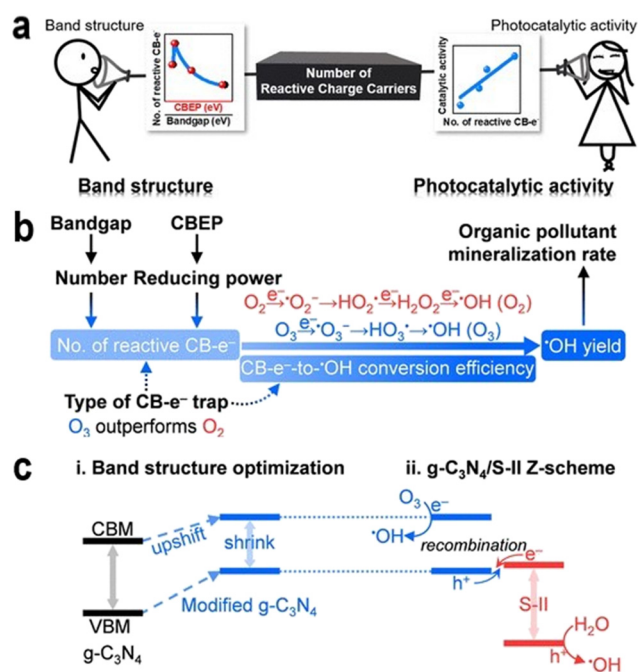 a
Band structure
Photocatalytic activity
No. of reactive CB-e⁻
CBEP (eV)
Bandgap (eV)
Number of
Reactive Charge Carriers
Catalytic activity
No. of reactive CB-e⁻
Band structure
Photocatalytic activity
b
Bandgap
CBEP
Organic pollutant
mineralization rate
Number
Reducing power
O₂ e⁻→ •O₂⁻→HO₂• e⁻→ H₂O₂ e⁻→ •OH (O₂)
O₃ e⁻→ •O₃⁻→HO₃•→•OH (O₃)
No. of reactive CB-e⁻
•OH yield
CB-e⁻-to-•OH conversion efficiency
Type of CB-e⁻ trap
O₃ outperforms O₂
c
i. Band structure optimization
ii. g-C₃N₄/S-II Z-scheme
CBM
upshift
shrink
O₃
e⁻
•OH
recombination
e⁻
h⁺
S-II
Modified g-C₃N₄
VBM
g-C₃N₄
H₂O
h⁺
•OH